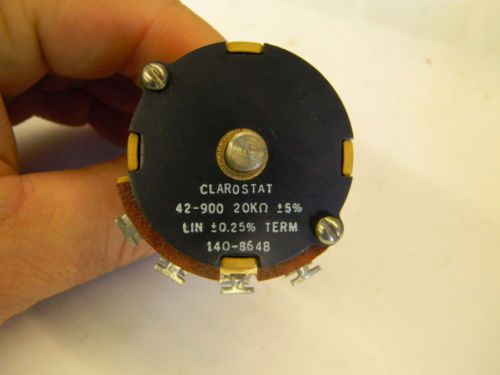 CLAROSTAT
42-900 20KΩ ±5%
LIN ±0.25% TERM
140-8648